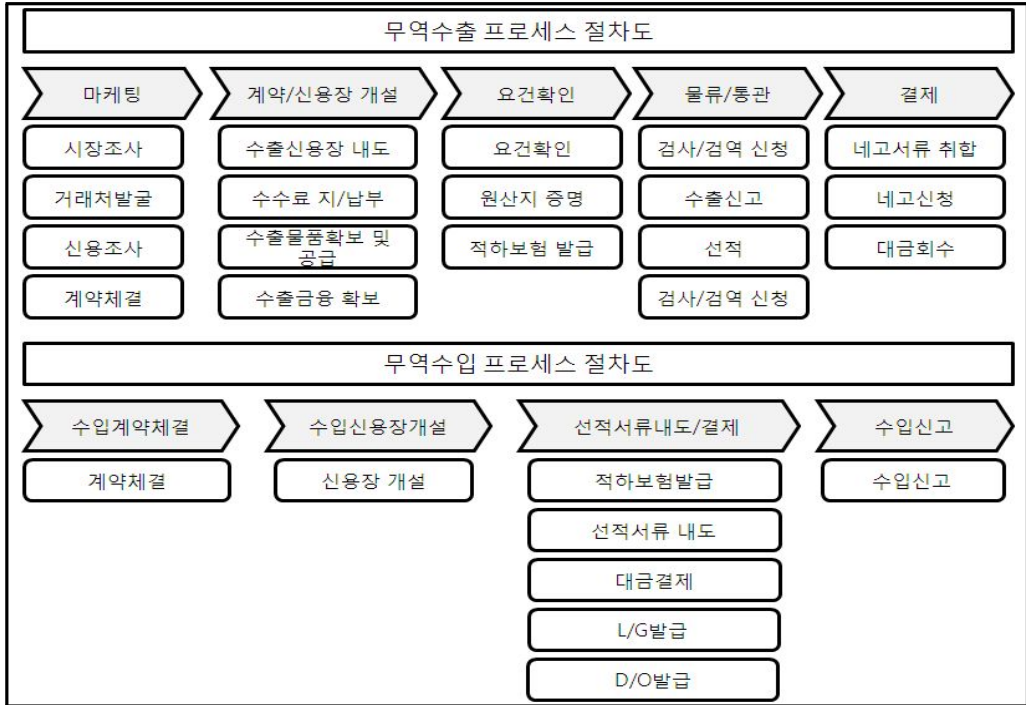 무역수출 프로세스 절차도
마케팅
계약/신용장 개설
요건확인
물류/통관
결제
시장조사
수출신용장 내도
요건확인
검사/검역 신청
네고서류 취합
거래처발굴
수수료 지/납부
원산지 증명
수출신고
네고신청
신용조사
수출물품확보 및
공급
적하보험 발급
선적
대금회수
계약체결
수출금융 확보
검사/검역 신청
무역수입 프로세스 절차도
수입계약체결
수입신용장개설
선적서류내도/결제
수입신고
계약체결
신용장 개설
적하보험발급
수입신고
선적서류 내도
대금결제
L/G발급
D/O발급